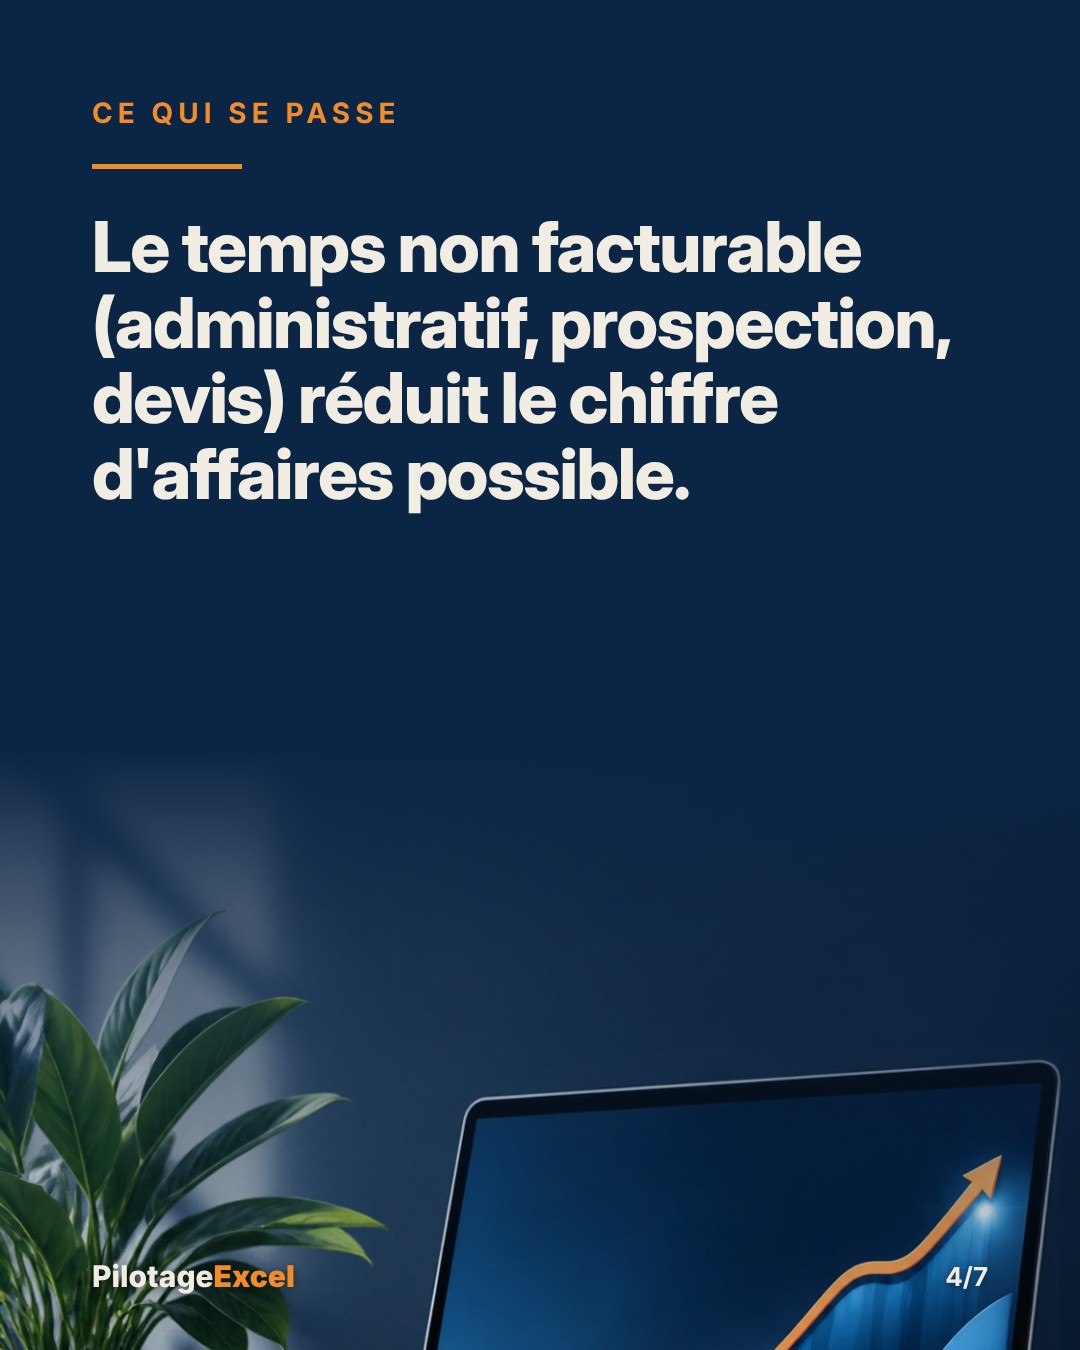 CE QUI SE PASSE
Le temps non facturable
(administratif, prospection,
devis) réduit le chiffre
d'affaires possible.
PilotageExcel
4/7